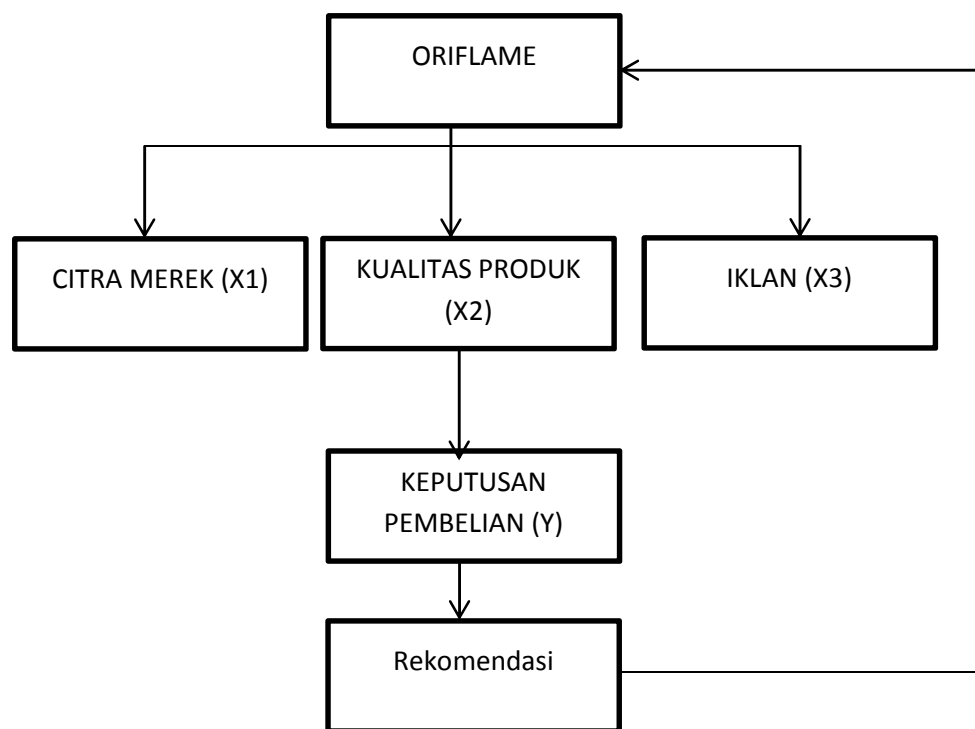 ORIFLAME
CITRA MEREK (X1)
KUALITAS PRODUK
(X2)
IKLAN (X3)
KEPUTUSAN
PEMBELIAN (Y)
Rekomendasi